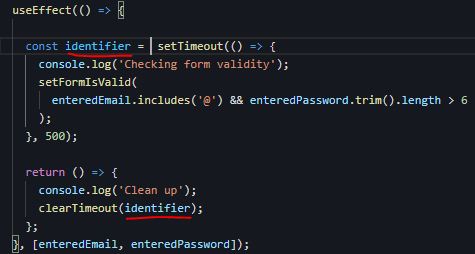 useEffect(() => {
const identifier = setTimeout(() => {
console.log('Checking form validity');
setFormIsValid(
enteredEmail.includes('@') && enteredPassword.trim().length > 6
);
}, 500);
return () => {
console.log('Clean up');
clearTimeout(identifier);
};
}, [enteredEmail, enteredPassword]);